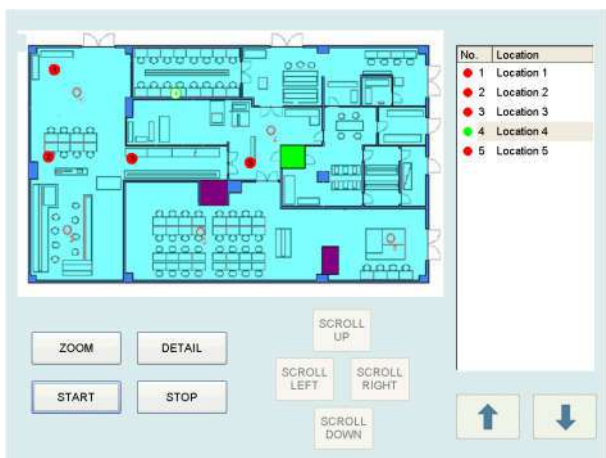 No. Location
1 Location 1
2 Location 2
3 Location 3
4 Location 4
5 Location 5
ZOOM
DETAIL
START
STOP
SCROLL
UP
SCROLL
LEFT
SCROLL
RIGHT
SCROLL
DOWN